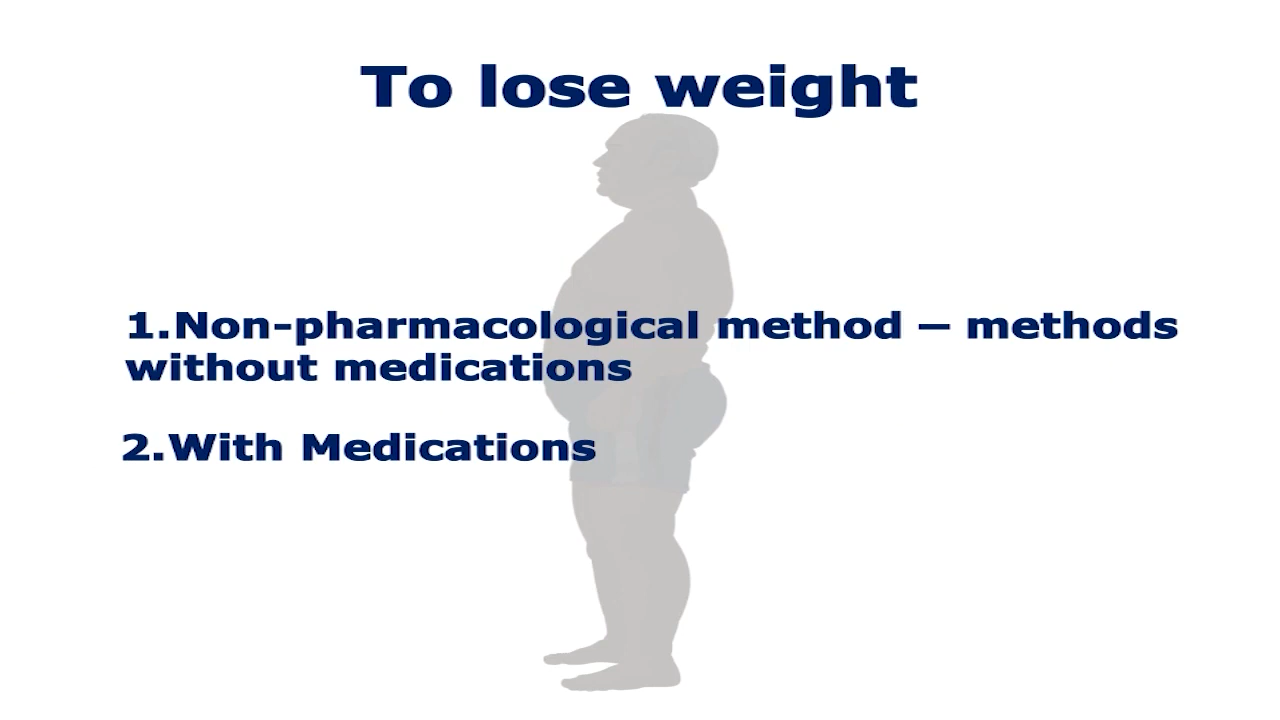 To lose weight
1.Non-pharmacological method – methods
without medications
2.With Medications